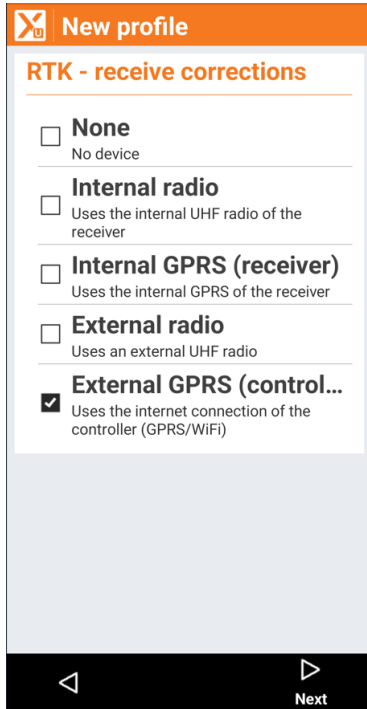 Xu New profile
RTK - receive corrections
None
No device
Internal radio
Uses the internal UHF radio of the
receiver
Internal GPRS (receiver)
Uses the internal GPRS of the receiver
External radio
Uses an external UHF radio
External GPRS (control...
Uses the internet connection of the
controller (GPRS/WiFi)
Next